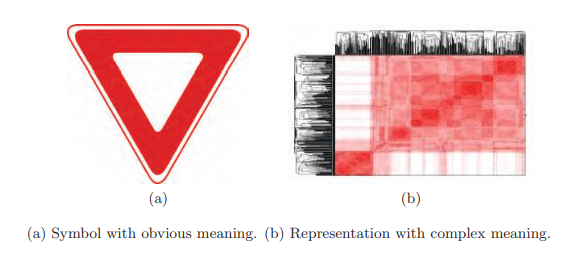 (a)
(b)
(a) Symbol with obvious meaning. (b) Representation with complex meaning.